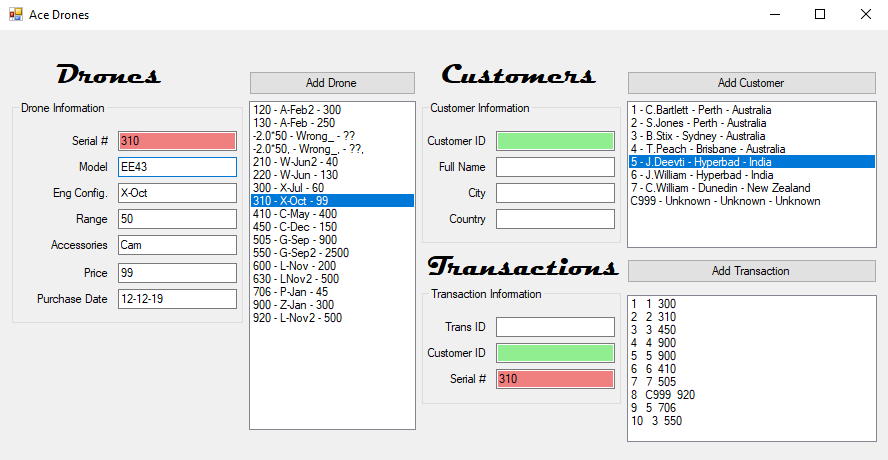 Ace Drones
Drones
Add Drone
Drone Information
Serial # 310
Model EE43
Eng Config. X-Oct
Range 50
Accessories Cam
Price 99
Purchase Date 12-12-19
120 - A-Feb2 - 300
130 - A-Feb - 250
-2.0*50 - Wrong_ - ??
-2.0*50, - Wrong_, - ??,
210 - W-Jun2 - 40
220 - W-Jun - 130
300 - X-Jul - 60
310 - X-Oct - 99
410 - C-May - 400
450 - C-Dec - 150
505 - G-Sep - 900
550 - G-Sep2 - 2500
600 - L-Nov - 200
630 - LNov2 - 500
706 - P-Jan - 45
900 - Z-Jan - 300
920 - L-Nov2 - 500
Customers
Add Customer
Customer Information
Customer ID
Full Name
City
Country
1 - C.Bartlett - Perth - Australia
2 - S.Jones - Perth - Australia
3 - B.Stix - Sydney - Australia
4 - T.Peach - Brisbane - Australia
5 - J.Deevti - Hyperbad - India
6 - J.William - Hyperbad - India
7 - C.William - Dunedin - New Zealand
C999 - Unknown - Unknown - Unknown
Transactions
Add Transaction
Transaction Information
Trans ID
Customer ID
Serial # 310
1 1 300
2 2 310
3 3 450
4 4 900
5 5 900
6 6 410
7 7 505
8 C999 920
9 5 706
10 3 550